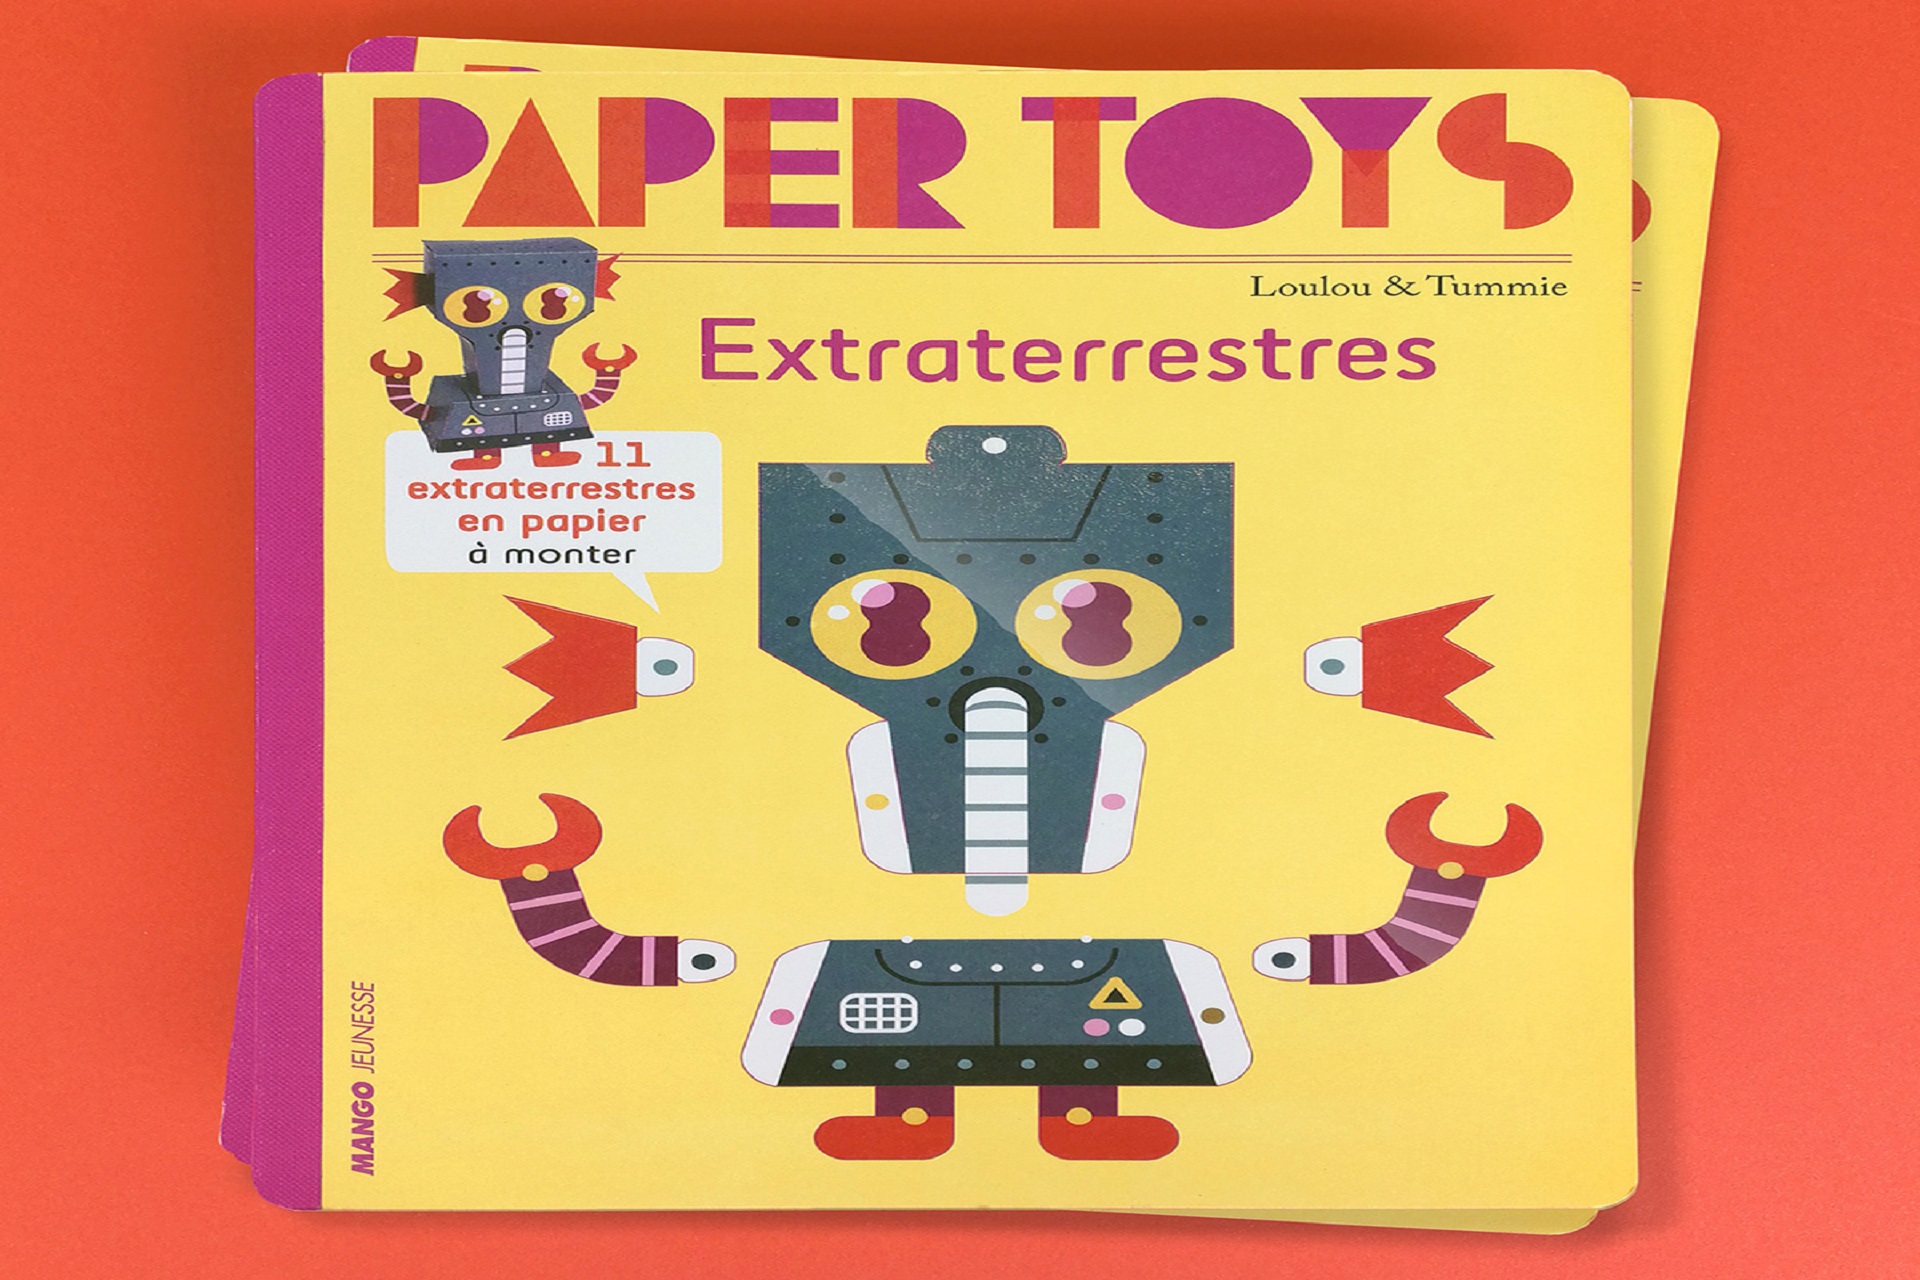 PAPER TOYS
Loulou & Tummie
Extraterrestres
11
extraterrestres
en papier
à monter
MANGO JEUNESSE